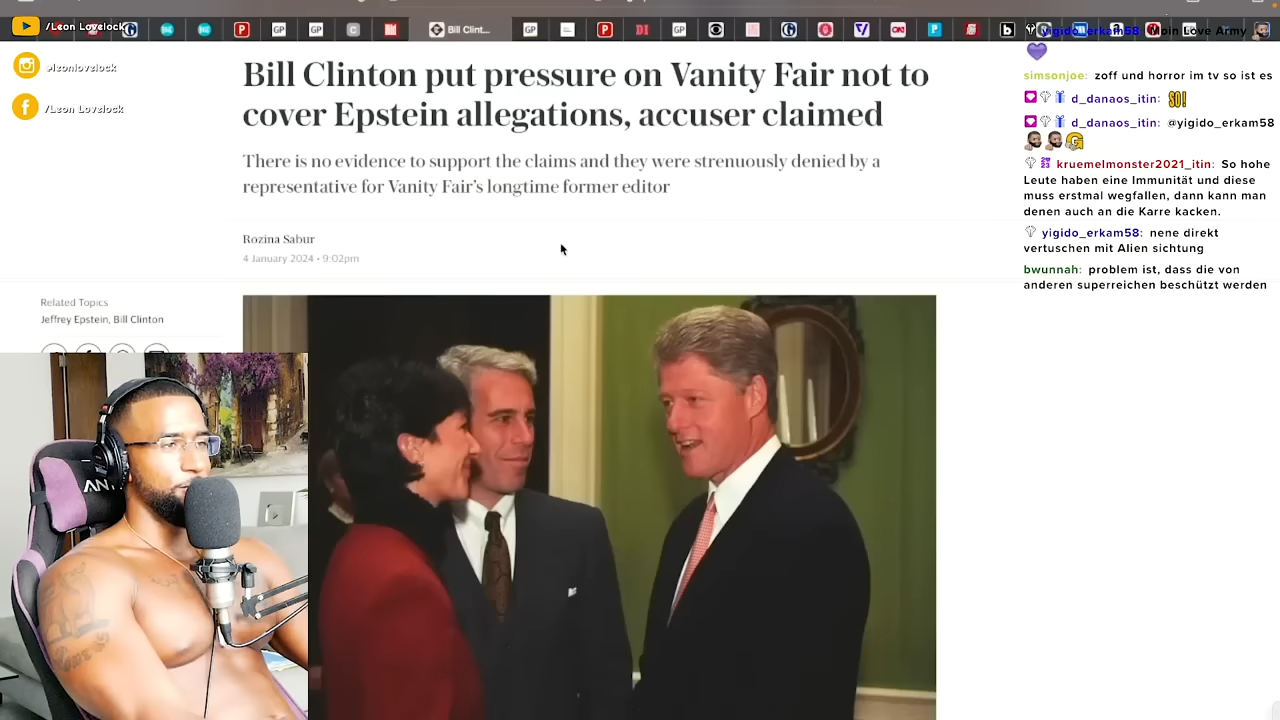 /Leon Lovelock
Bill Clint...
/leonlovelock
/Leon Lovelock
Bill Clinton put pressure on Vanity Fair not to
cover Epstein allegations, accuser claimed
There is no evidence to support the claims and they were strenuously denied by a
representative for Vanity Fair's longtime former editor
Rozina Sabur
4 January 2024 • 9:02pm
Related Topics
Jeffrey Epstein, Bill Clinton
yigido_erkam58: Moin Love Army
simsonjoe: zoff und horror im tv so ist es
d_danaos_itin: SO!
d_danaos_itin: @yigido_erkam58
kruemelmonster2021_itin: So hohe
Leute haben eine Immunität und diese
muss erstmal wegfallen, dann kann man
denen auch an die Karre kacken.
yigido_erkam58: nene direkt
vertuschen mit Alien sichtung
bwunnah: problem ist, dass die von
anderen superreichen beschützt werden